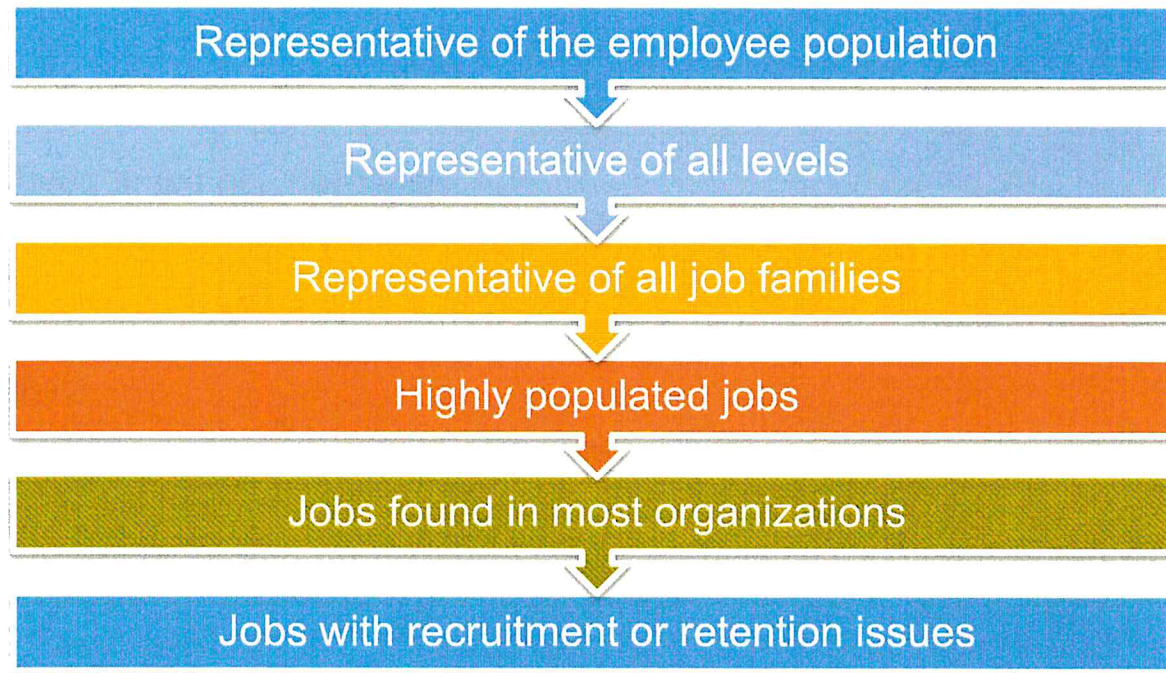 Representative of the employee population
Representative of all levels
Representative of all job families
Highly populated jobs
Jobs found in most organizations
Jobs with recruitment or retention issues